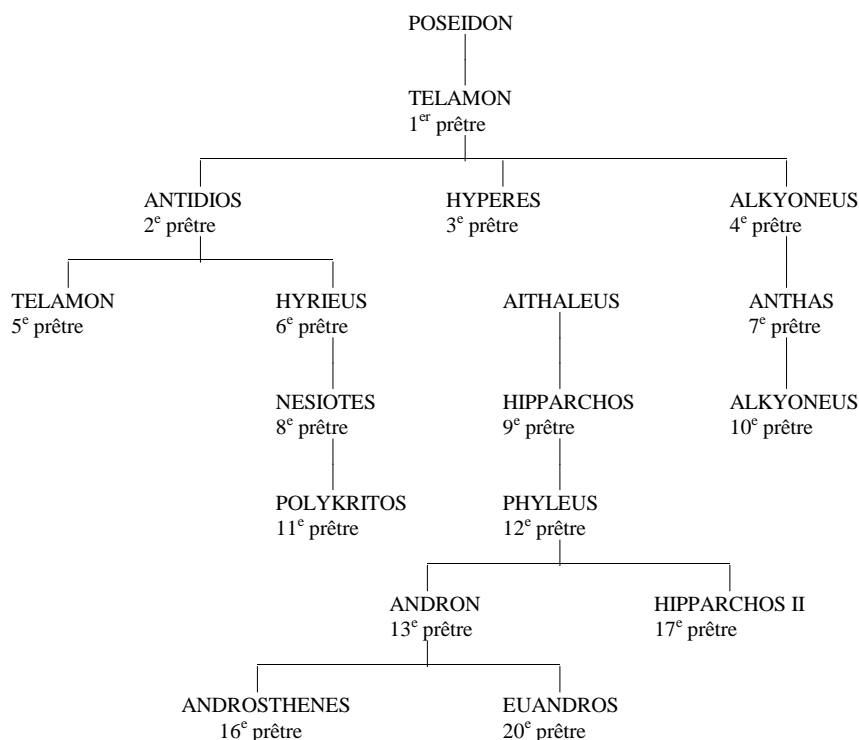 POSEIDON
TELAMON
1er prêtre
ANTIDIOS
2e prêtre
HYPERES
3e prêtre
ALKYONEUS
4e prêtre
TELAMON
5e prêtre
HYRIEUS
6e prêtre
AITHALEUS
ANTHAS
7e prêtre
NESIOTES
8e prêtre
HIPPARCHOS
9e prêtre
ALKYONEUS
10e prêtre
POLYKRITOS
11e prêtre
PHYLEUS
12e prêtre
ANDRON
13e prêtre
HIPPARCHOS II
17e prêtre
ANDROSTHENES
16e prêtre
EUANDROS
20e prêtre